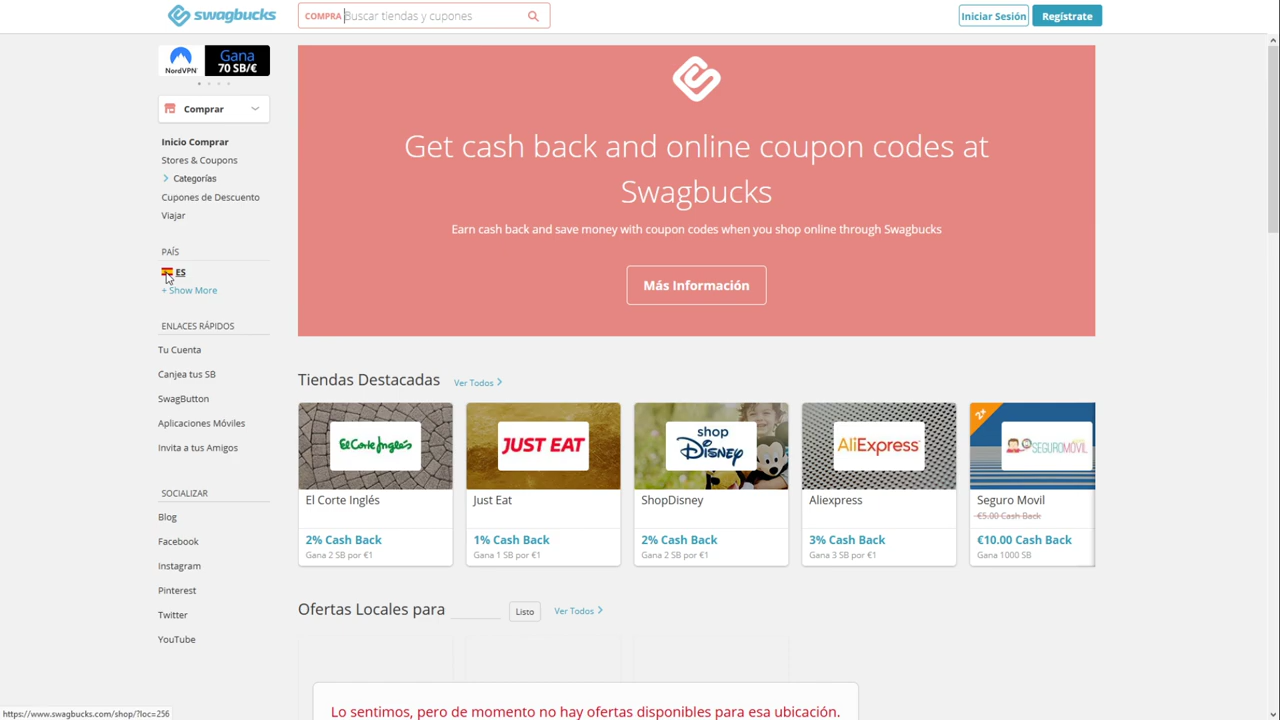 swagbucks
COMPRA Buscar tiendas y cupones
Iniciar Sesión
Regístrate
NordVPN
Gana
70 SB/€
Comprar
Inicio Comprar
Stores & Coupons
Categorías
Cupones de Descuento
Viajar
PAÍS
ES
+ Show More
ENLACES RÁPIDOS
Tu Cuenta
Canjea tus SB
SwagButton
Aplicaciones Móviles
Invita a tus Amigos
SOCIALIZAR
Blog
Facebook
Instagram
Pinterest
Twitter
YouTube
Get cash back and online coupon codes at
Swagbucks
Earn cash back and save money with coupon codes when you shop online through Swagbucks
Más Información
Tiendas Destacadas Ver Todos
El Corte Inglés
El Corte Inglés
2% Cash Back
Gana 2 SB por €1
JUST EAT
Just Eat
1% Cash Back
Gana 1 SB por €1
shop
Disney
ShopDisney
2% Cash Back
Gana 2 SB por €1
AliExpress
Aliexpress
3% Cash Back
Gana 3 SB por €1
2x
SEGUROMÓVIL
Seguro Movil
€5.00 Cash Back
€10.00 Cash Back
Gana 1000 SB
Ofertas Locales para Listo Ver Todos
Lo sentimos, pero de momento no hay ofertas disponibles para esa ubicación.
https://www.swagbucks.com/shop/?loc=256